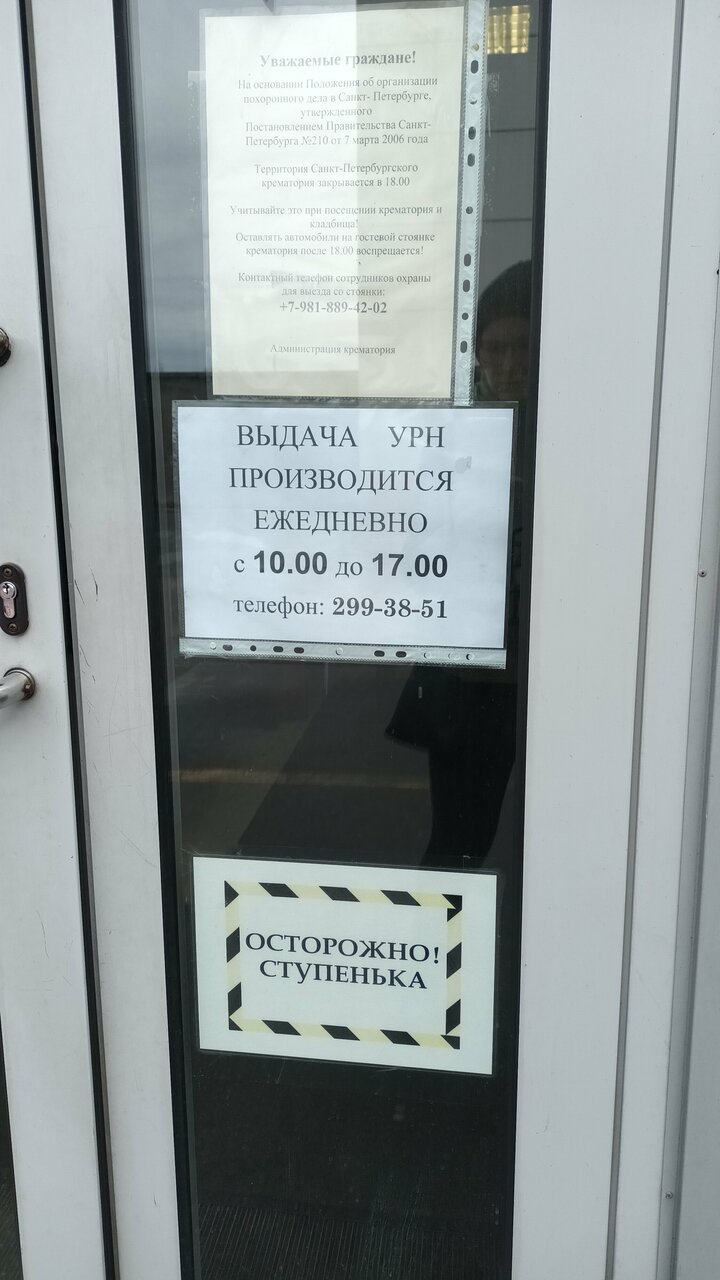 Уважаемые граждане!
На основании Положения об организации
похоронного дела в Санкт- Петербурге,
утвержденного
Постановлением Правительства Санкт-
Петербурга №210 от 7 марта 2006 года
Территория Санкт-Петербургского
крематория закрывается в 18.00
Учитывайте это при посещении крематория и
кладбища!
Оставлять автомобили на гостевой стоянке
крематория после 18.00 воспрещается!
Контактный телефон сотрудников охраны
для выезда со стоянки:
+7-981-889-42-02
Администрация крематория
ВЫДАЧА УРН
ПРОИЗВОДИТСЯ
ЕЖЕДНЕВНО
с 10.00 до 17.00
телефон: 299-38-51
ОСТОРОЖНО!
СТУПЕНЬКА